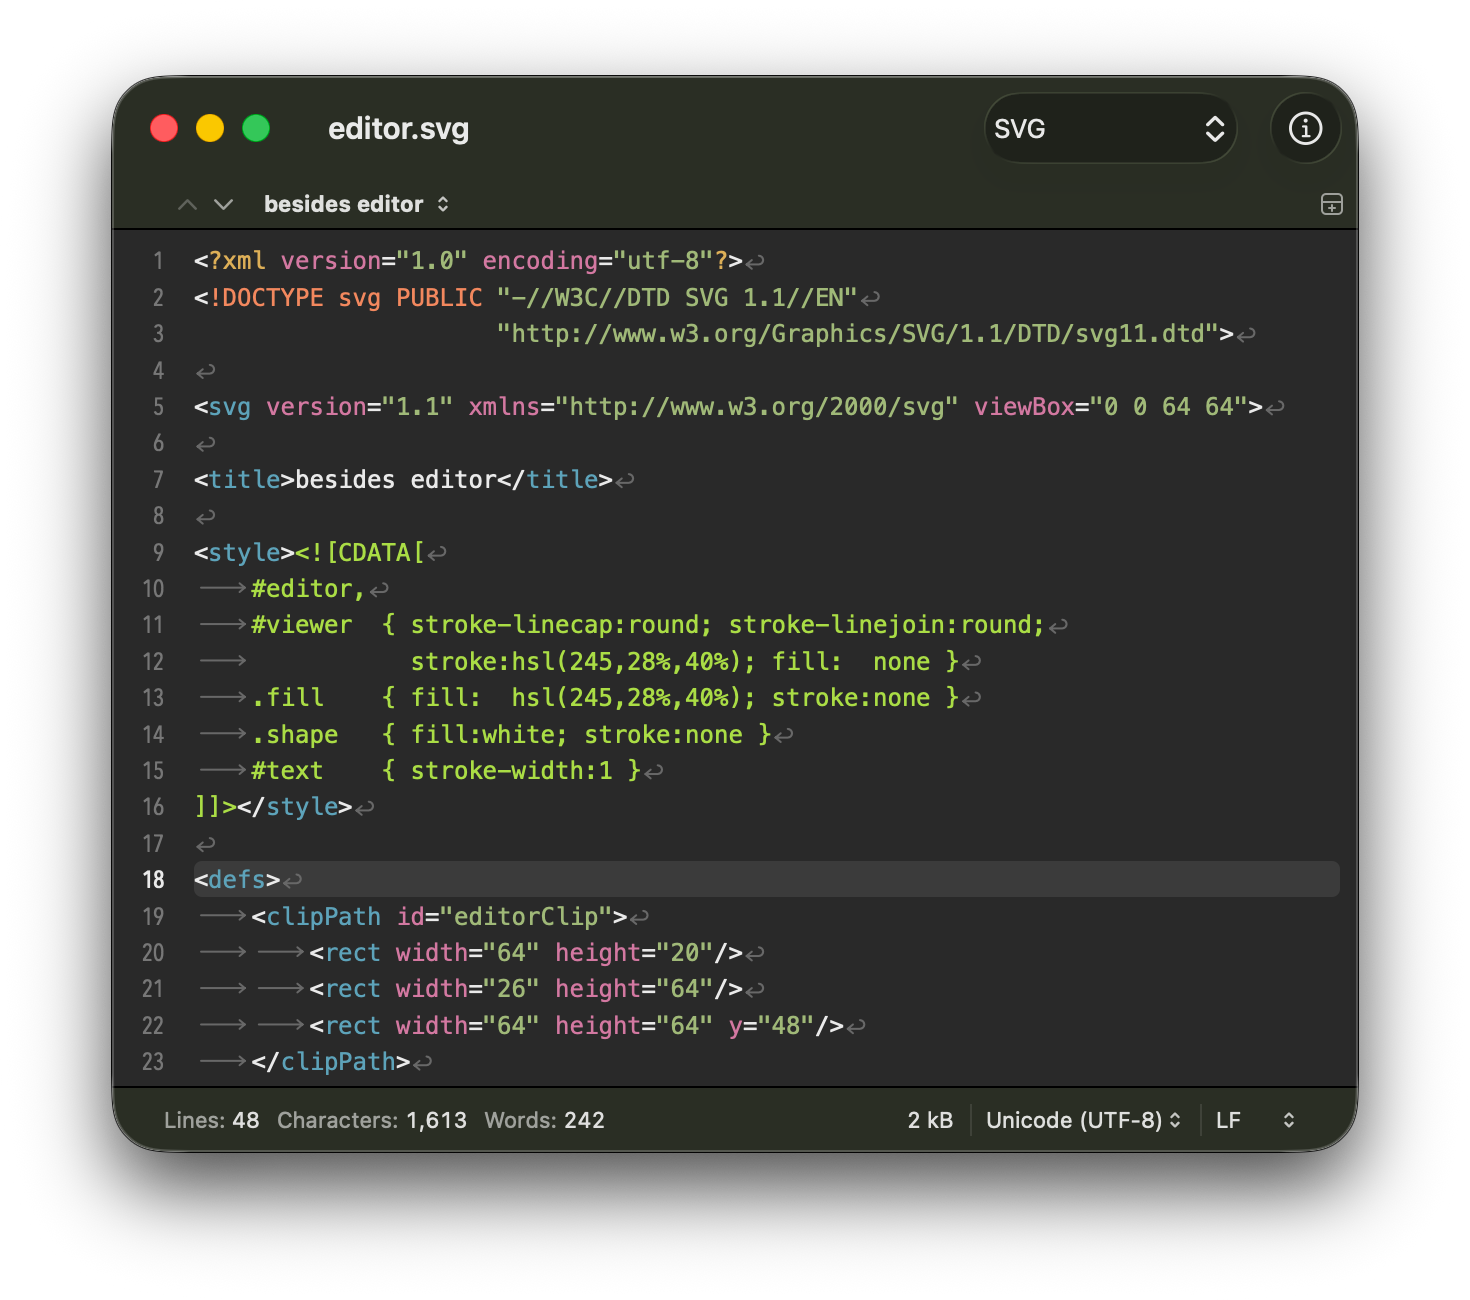 editor.svg
SVG
besides editor
1 <?xml version="1.0" encoding="utf-8"?>
2 <!DOCTYPE svg PUBLIC "-//W3C//DTD SVG 1.1//EN"
3                      "http://www.w3.org/Graphics/SVG/1.1/DTD/svg11.dtd">
4
5 <svg version="1.1" xmlns="http://www.w3.org/2000/svg" viewBox="0 0 64 64">
6
7 <title>besides editor</title>
8
9 <style><![CDATA[
10     #editor,
11     #viewer  { stroke-linecap:round; stroke-linejoin:round;
12                stroke:hsl(245,28%,40%); fill:  none }
13     .fill    { fill:  hsl(245,28%,40%); stroke:none }
14     .shape   { fill:white; stroke:none }
15     #text    { stroke-width:1 }
16 ]]></style>
17
18 <defs>
19     <clipPath id="editorClip">
20         <rect width="64" height="20"/>
21         <rect width="26" height="64"/>
22         <rect width="64" height="64" y="48"/>
23     </clipPath>
Lines: 48 Characters: 1,613 Words: 242 2 kB Unicode (UTF-8) LF